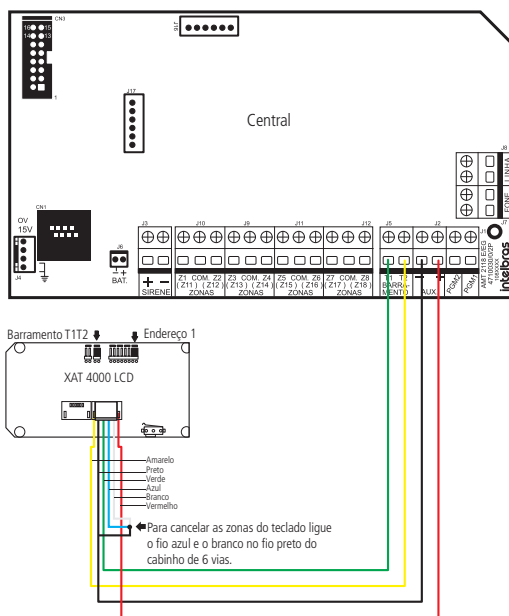 CN3
16 15
14 13
1
J16
J17
Central
J8
LINHA
FONE
J7
CN1
0V
15V
J4
J6
- +
BAT.
J3
J10
J9
J11
J12
J5
J2
J1
+ -
SIRENE
Z1 COM. Z2
( Z11 ) ( Z12 )
ZONAS
Z3 COM. Z4
( Z13 ) ( Z14 )
ZONAS
Z5 COM. Z6
( Z15 ) ( Z16 )
ZONAS
Z7 COM. Z8
( Z17 ) ( Z18 )
ZONAS
T1 T2
BARRA-
MENTO
- +
AUX.
PGM2
PGM1
AMT 2118 E/EG
intelbras
Barramento T1T2
Endereço 1
XAT 4000 LCD
Amarelo
Preto
Verde
Azul
Branco
Vermelho
Para cancelar as zonas do teclado ligue
o fio azul e o branco no fio preto do
cabinho de 6 vias.